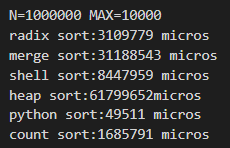 N=1000000 MAX=10000
radix sort:3109779 micros
merge sort:31188543 micros
shell sort:8447959 micros
heap sort:61799652micros
python sort:49511 micros
count sort:1685791 micros